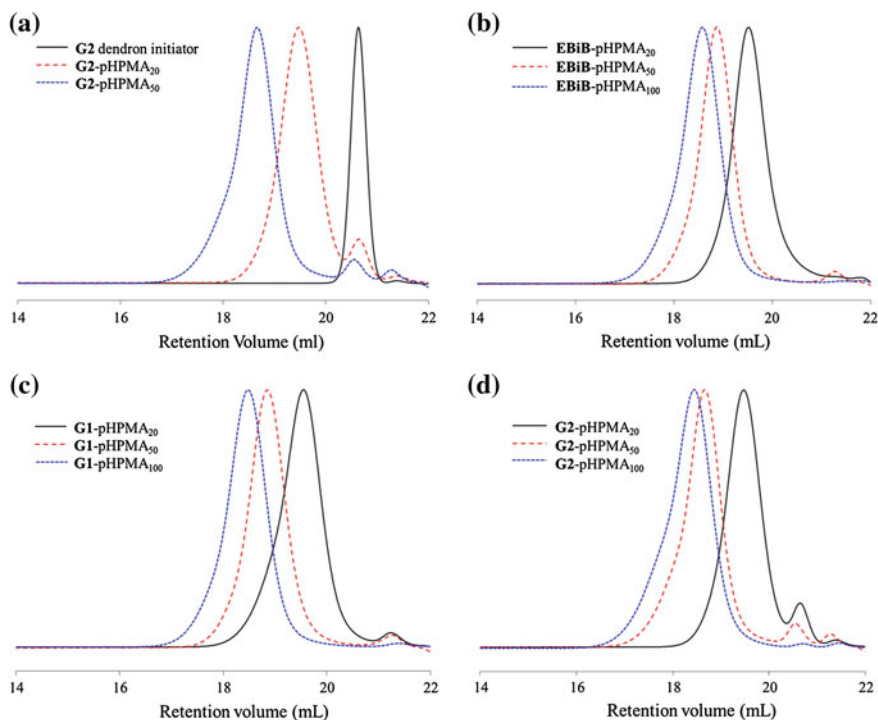 (a)
G2 dendron initiator
G2-pHPMA20
G2-pHPMA50
14 16 18 20 22
Retention Volume (ml)
(b)
EBiB-pHPMA20
EBiB-pHPMA50
EBiB-pHPMA100
14 16 18 20 22
Retention volume (mL)
(c)
G1-pHPMA20
G1-pHPMA50
G1-pHPMA100
14 16 18 20 22
Retention volume (mL)
(d)
G2-pHPMA20
G2-pHPMA50
G2-pHPMA100
14 16 18 20 22
Retention volume (mL)